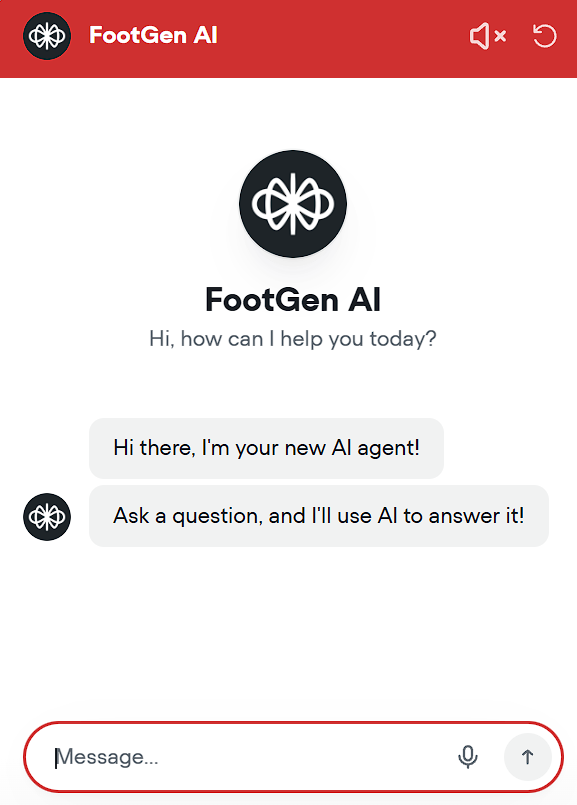 FootGen AI
FootGen AI
Hi, how can I help you today?
Hi there, I'm your new AI agent!
Ask a question, and I'll use AI to answer it!
Message...